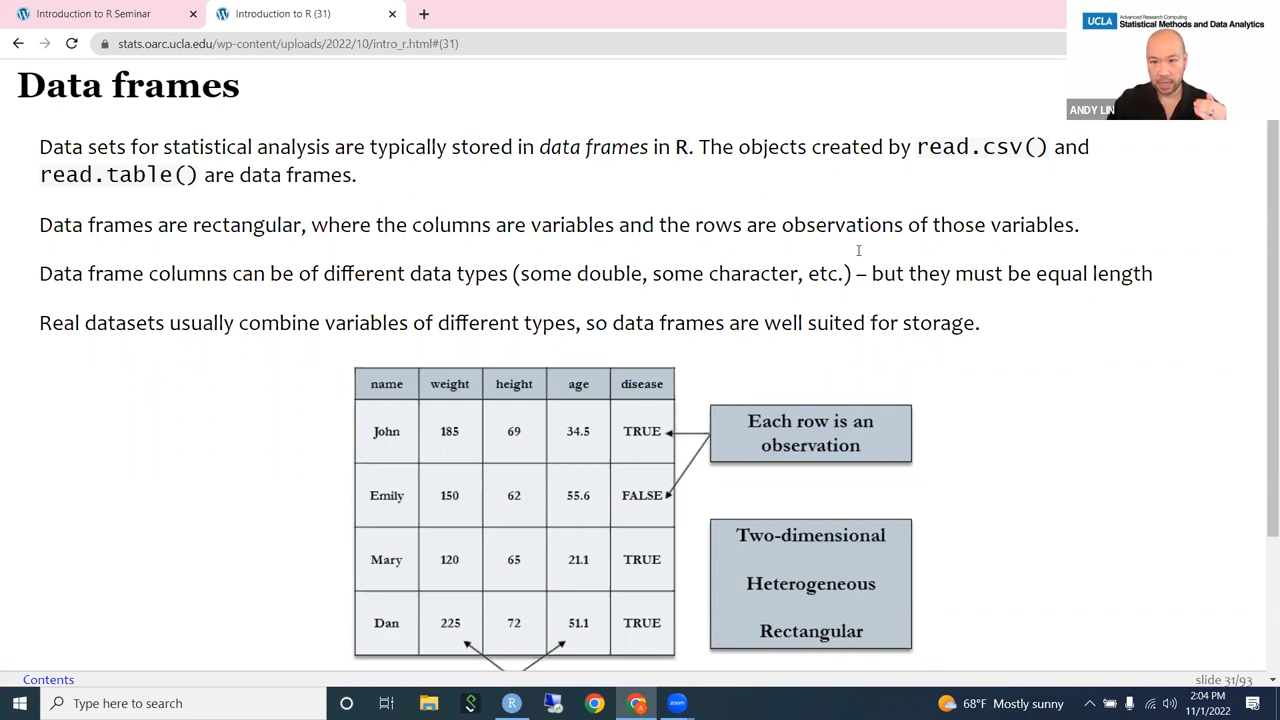 Introduction to R Seminar
Introduction to R (31)
stats.oarc.ucla.edu/wp-content/uploads/2022/10/intro_r.html#(31)
UCLA
Advanced Research Computing
Statistical Methods and Data Analytics
ANDY LIN
Data frames
Data sets for statistical analysis are typically stored in data frames in R. The objects created by read.csv() and
read.table() are data frames.
Data frames are rectangular, where the columns are variables and the rows are observations of those variables.
Data frame columns can be of different data types (some double, some character, etc.) – but they must be equal length
Real datasets usually combine variables of different types, so data frames are well suited for storage.
name weight height age disease
John 185 69 34.5 TRUE
Emily 150 62 55.6 FALSE
Mary 120 65 21.1 TRUE
Dan 225 72 51.1 TRUE
Each row is an
observation
Two-dimensional
Heterogeneous
Rectangular
Contents
slide 31/93
Type here to search
zoom
68°F Mostly sunny
2:04 PM
11/1/2022